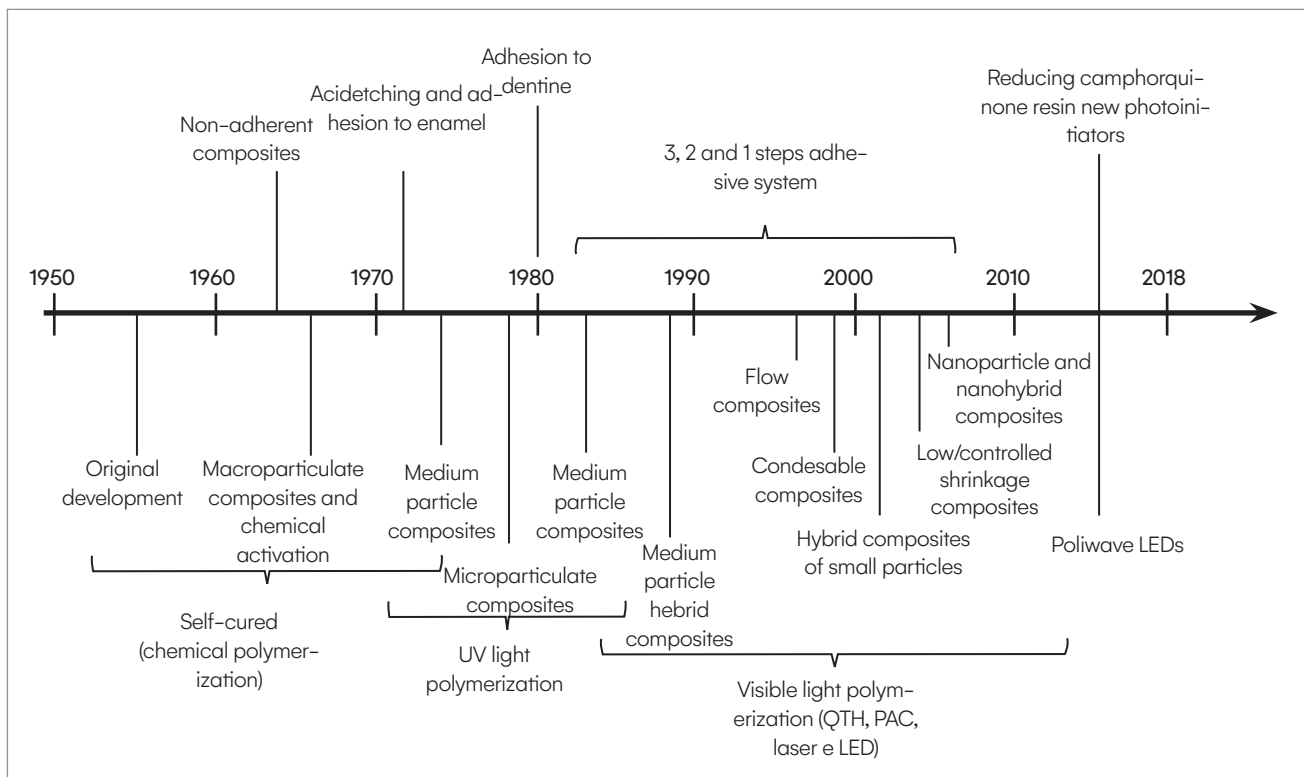 Adhesion to
dentine
Acidetching and ad-
hesion to enamel
Non-adherent
composites
Reducing camphorqui-
none resin new photoini-
tiators
3, 2 and 1 steps adhe-
sive system
1950
1960
1970
1980
1990
2000
2010
2018
Original
development
Macroparticulate
composites and
chemical
activation
Medium
particle
composites
Microparticulate
composites
Medium
particle
composites
Medium
particle
hebrid
composites
Flow
composites
Condesable
composites
Hybrid composites
of small particles
Low/controlled
shrinkage
composites
Nanoparticle and
nanohybrid
composites
Poliwave LEDs
Self-cured
(chemical polymer-
ization)
UV light
polymerization
Visible light polym-
erization (QTH, PAC,
laser e LED)